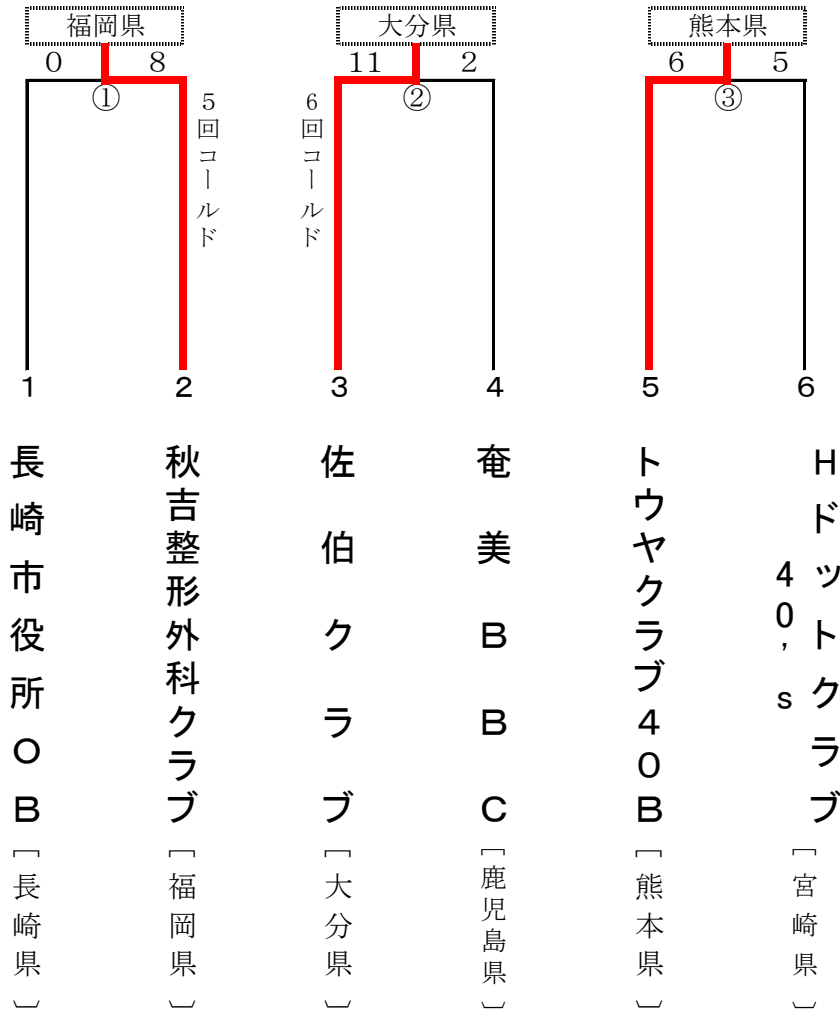 福岡県 大分県 熊本県
0 8 11 2 6 5
① ② ③
5回コールド
6回コールド
1 2 3 4 5 6
長崎市役所OB
[長崎県]
秋吉整形外科クラブ
[福岡県]
佐伯クラブ
[大分県]
奄美BBC
[鹿児島県]
トウヤクラブ40B
[熊本県]
Hドットクラブ
40's
[宮崎県]